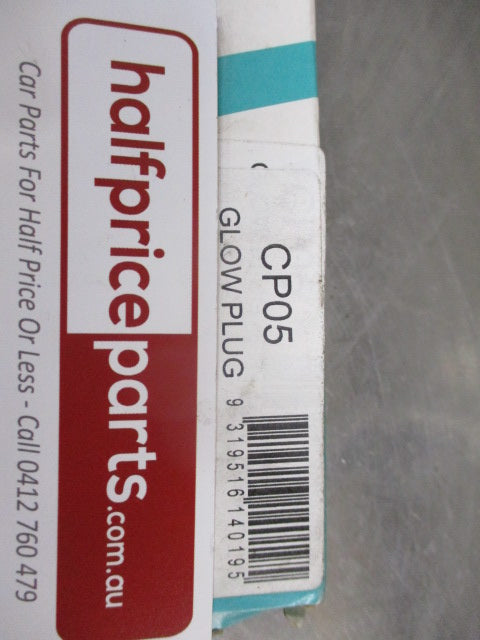 halfpriceparts.com.au
Car Parts For Half Price Or Less - Call 0412 760 479
CP05
GLOW PLUG
9 319516 140195